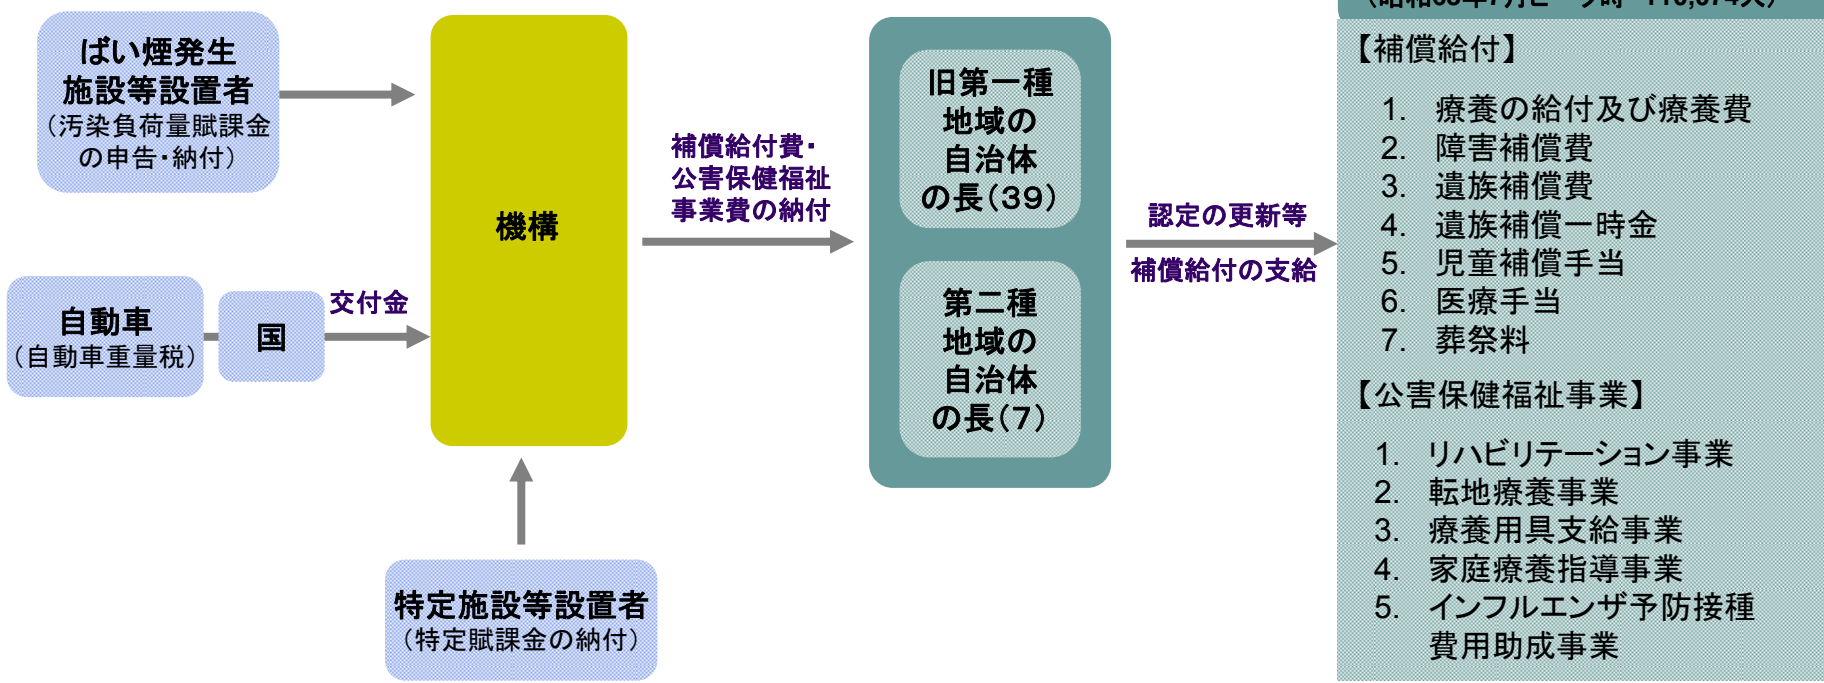 ばい煙発生
施設等設置者
（汚染負荷量賦課金
の申告・納付）
自動車
（自動車重量税）
国
交付金
機構
特定施設等設置者
（特定賦課金の納付）
補償給付費・
公害保健福祉
事業費の納付
旧第一種
地域の
自治体
の長（39）
第二種
地域の
自治体
の長（7）
認定の更新等
補償給付の支給
【補償給付】
1. 療養の給付及び療養費
2. 障害補償費
3. 遺族補償費
4. 遺族補償一時金
5. 児童補償手当
6. 医療手当
7. 葬祭料
【公害保健福祉事業】
1. リハビリテーション事業
2. 転地療養事業
3. 療養用具支給事業
4. 家庭療養指導事業
5. インフルエンザ予防接種
費用助成事業